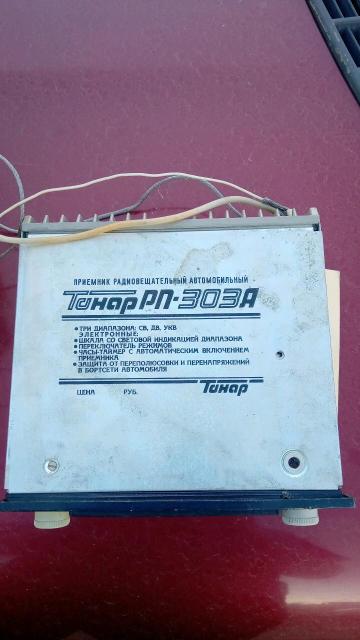 ПРИЕМНИК РАДИОВЕЩАТЕЛЬНЫЙ АВТОМОБИЛЬНЫЙ
Тонар РП-303А
• ТРИ ДИАПАЗОНА: СВ, ДВ, УКВ
ЭЛЕКТРОННЫЕ:
• ШКАЛА СО СВЕТОВОЙ ИНДИКАЦИЕЙ ДИАПАЗОНА
• ПЕРЕКЛЮЧАТЕЛЬ РЕЖИМОВ
• ЧАСЫ-ТАЙМЕР С АВТОМАТИЧЕСКИМ ВКЛЮЧЕНИЕМ
ПРИЕМНИКА
• ЗАЩИТА ОТ ПЕРЕПОЛЮСОВКИ И ПЕРЕНАПРЯЖЕНИЙ
В БОРТСЕТИ АВТОМОБИЛЯ
Тонар
ЦЕНА РУБ.